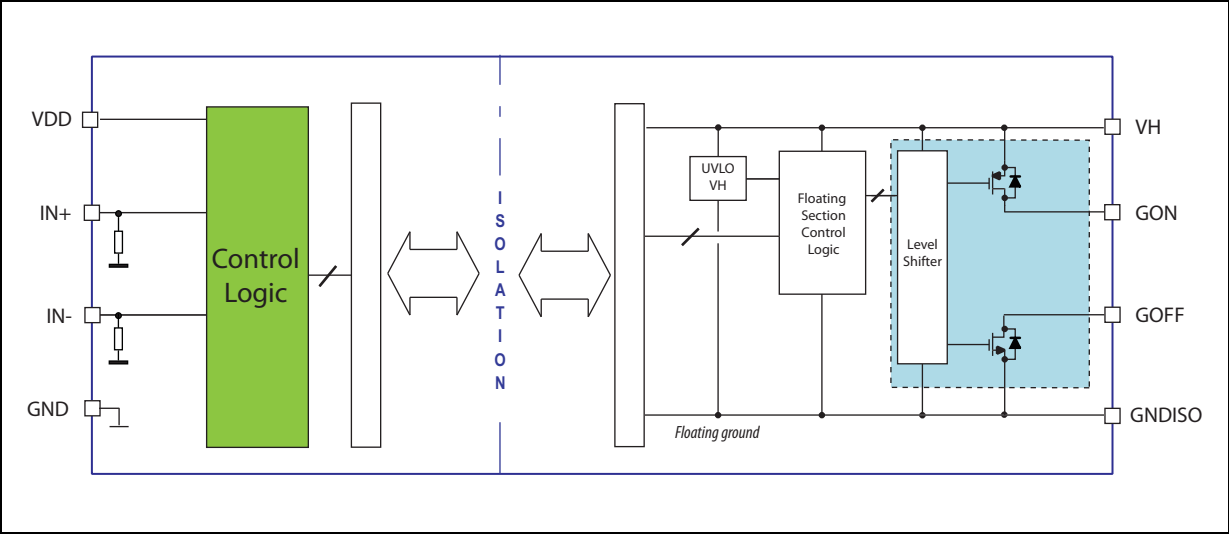 VDD
IN+
IN-
GND
Control
Logic
ISOLATION
UVLO
VH
Floating
Section
Control
Logic
Level
Shifter
Floating ground
VH
GON
GOFF
GNDISO